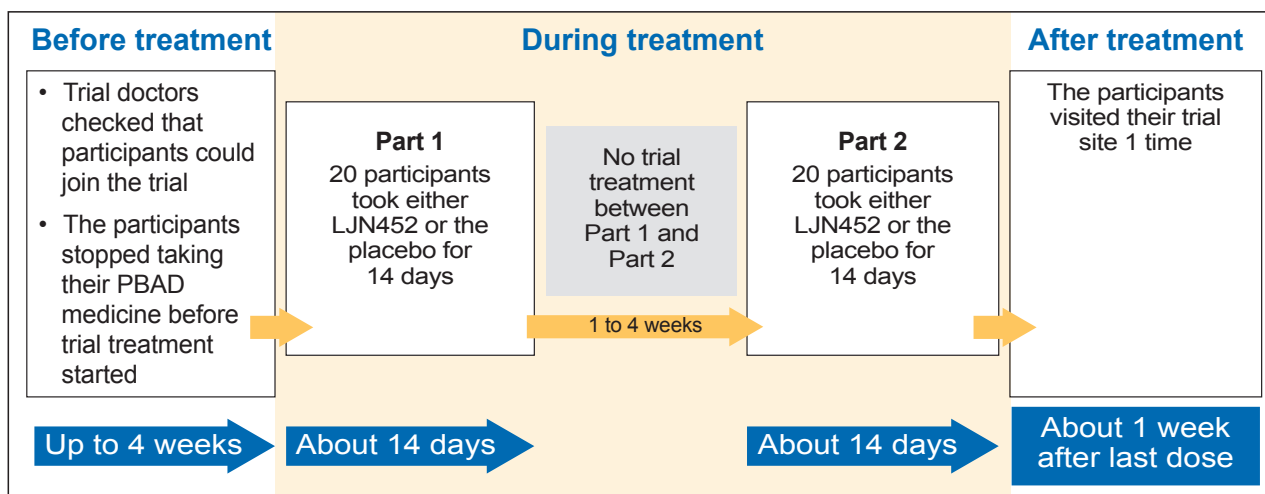 Before treatment
During treatment
After treatment
• Trial doctors
checked that
participants could
join the trial
• The participants
stopped taking
their PBAD
medicine before
trial treatment
started
Part 1
20 participants
took either
LJN452 or the
placebo for
14 days
No trial
treatment
between
Part 1 and
Part 2
1 to 4 weeks
Part 2
20 participants
took either
LJN452 or the
placebo for
14 days
The participants
visited their trial
site 1 time
Up to 4 weeks
About 14 days
About 14 days
About 1 week
after last dose